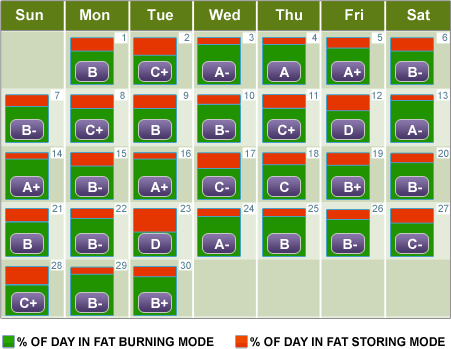 Sun Mon Tue Wed Thu Fri Sat
1 2 3 4 5 6
B C+ A- A A+ B-
7 8 9 10 11 12 13
B- C+ B B- C+ D A-
14 15 16 17 18 19 20
A+ B- A+ C- C B+ B-
21 22 23 24 25 26 27
B B- D A- B B- C-
28 29 30
C+ B- B+
% OF DAY IN FAT BURNING MODE % OF DAY IN FAT STORING MODE